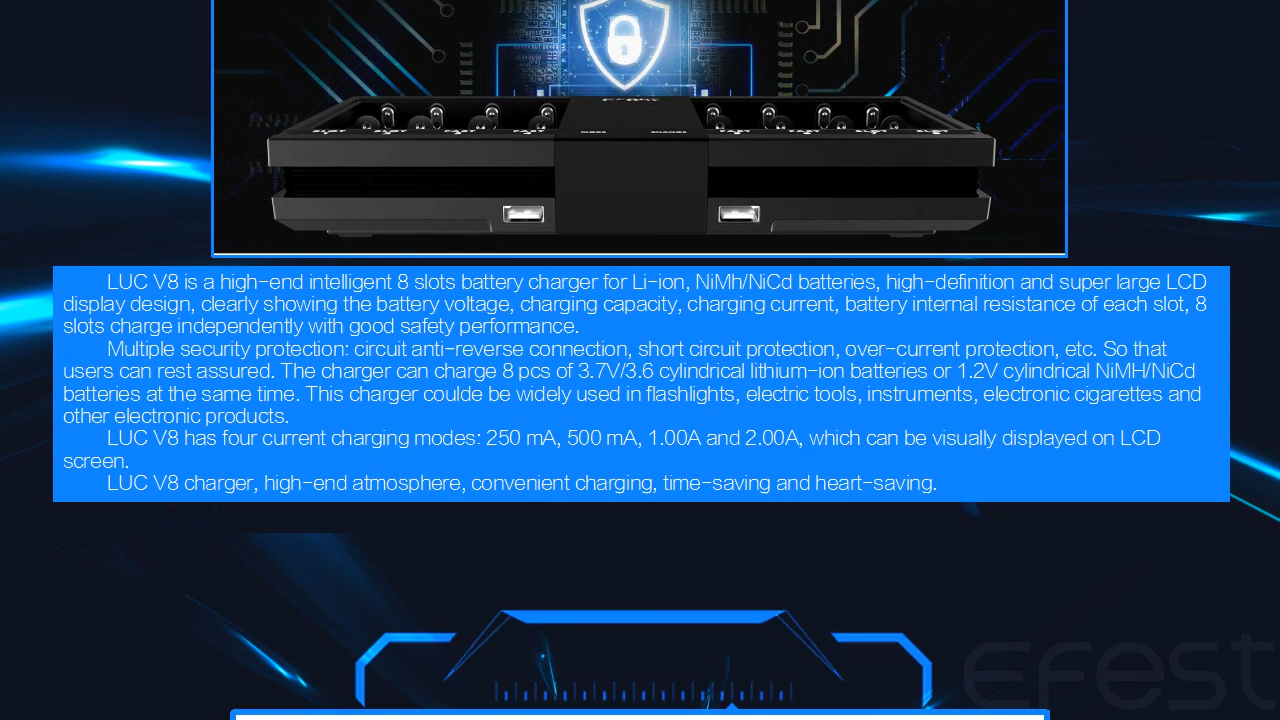 EFEST
LUC V8 is a high-end intelligent 8 slots battery charger for Li-ion, NiMh/NiCd batteries, high-definition and super large LCD
display design, clearly showing the battery voltage, charging capacity, charging current, battery internal resistance of each slot, 8
slots charge independently with good safety performance.
Multiple security protection: circuit anti-reverse connection, short circuit protection, over-current protection, etc. So that
users can rest assured. The charger can charge 8 pcs of 3.7V/3.6 cylindrical lithium-ion batteries or 1.2V cylindrical NiMH/NiCd
batteries at the same time. This charger coulde be widely used in flashlights, electric tools, instruments, electronic cigarettes and
other electronic products.
LUC V8 has four current charging modes: 250 mA, 500 mA, 1.00A and 2.00A, which can be visually displayed on LCD
screen.
LUC V8 charger, high-end atmosphere, convenient charging, time-saving and heart-saving.
EFEST